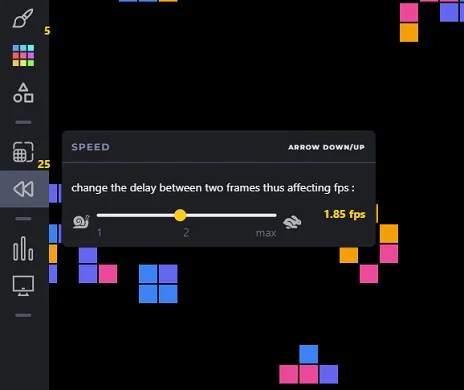 5
25
SPEED ARROW DOWN/UP
change the delay between two frames thus affecting fps :
1.85 fps
1 2 max